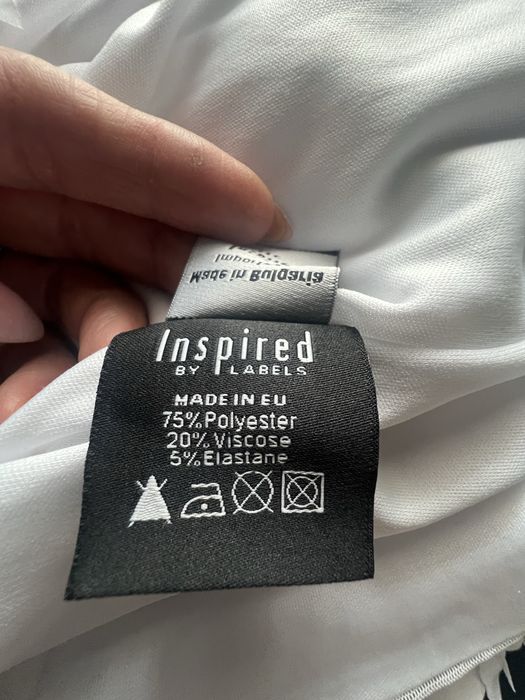 Made in Bulgaria
Inspired
BY LABELS
MADE IN EU
75%Polyester
20%Viscose
5%Elastane